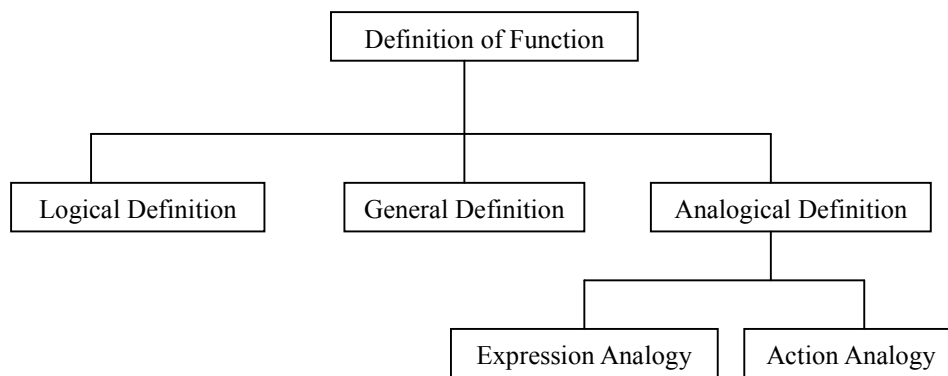 Definition of Function
Logical Definition
General Definition
Analogical Definition
Expression Analogy
Action Analogy